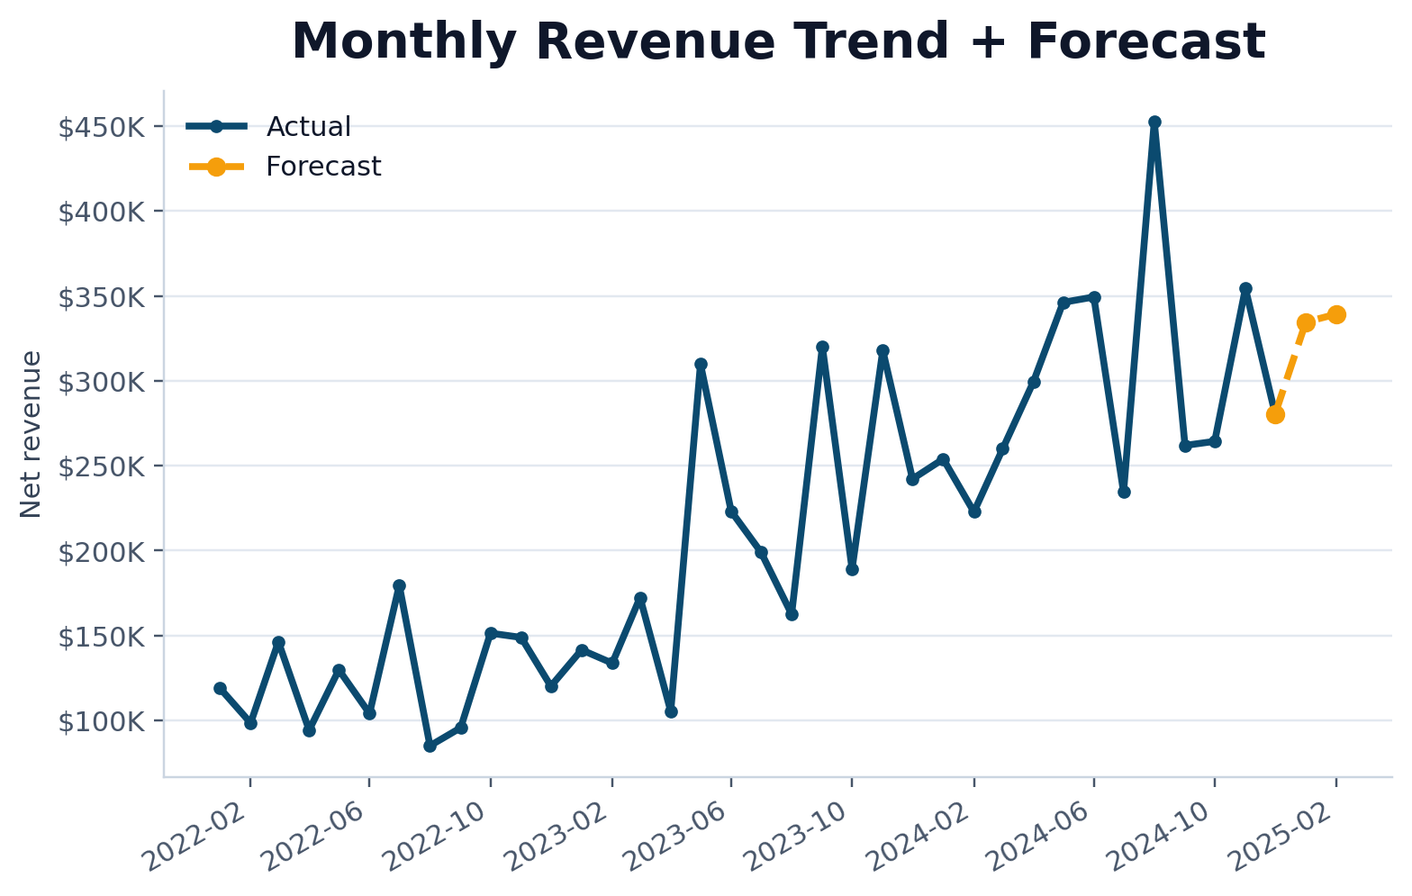 Monthly Revenue Trend + Forecast
Actual
Forecast
$450K
$400K
$350K
$300K
$250K
$200K
$150K
$100K
Net revenue
2022-02
2022-06
2022-10
2023-02
2023-06
2023-10
2024-02
2024-06
2024-10
2025-02